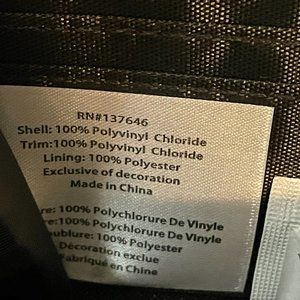 RN#137646
Shell: 100% Polyvinyl Chloride
Trim:100% Polyvinyl Chloride
Lining: 100% Polyester
Exclusive of decoration
Made in China
100% Polychlorure De Vinyle
100% Polychlorure De Vinyle
100% Polyester
Décoration exclue
Fabriqué en Chine